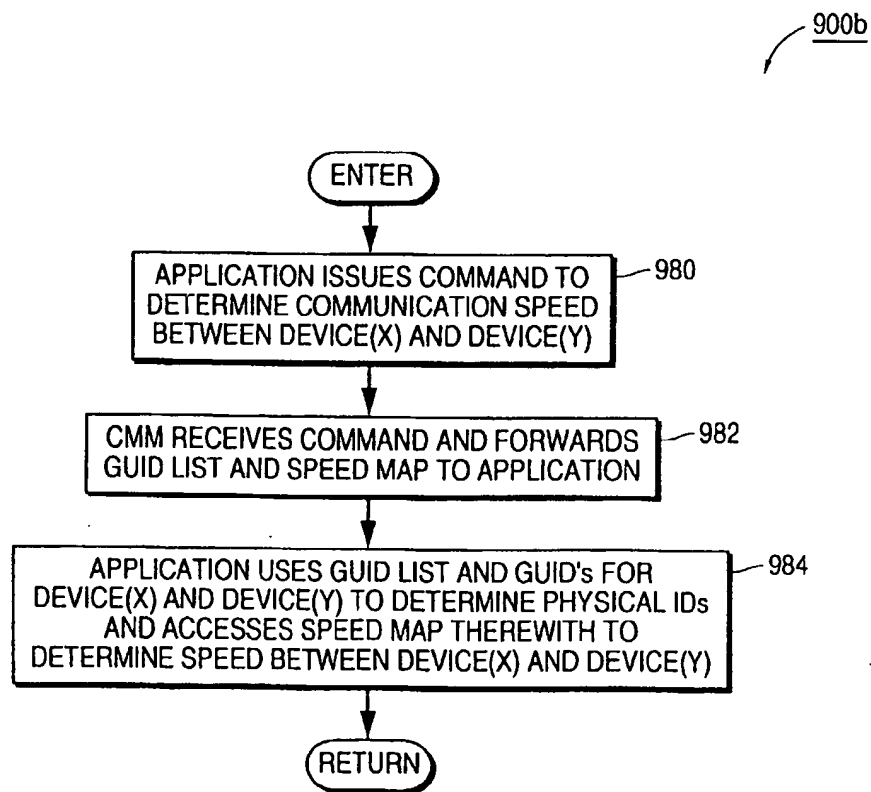 900b
ENTER
APPLICATION ISSUES COMMAND TO
DETERMINE COMMUNICATION SPEED
BETWEEN DEVICE(X) AND DEVICE(Y)
980
CMM RECEIVES COMMAND AND FORWARDS
GUID LIST AND SPEED MAP TO APPLICATION
982
APPLICATION USES GUID LIST AND GUID's FOR
DEVICE(X) AND DEVICE(Y) TO DETERMINE PHYSICAL IDs
AND ACCESSES SPEED MAP THEREWITH TO
DETERMINE SPEED BETWEEN DEVICE(X) AND DEVICE(Y)
984
RETURN